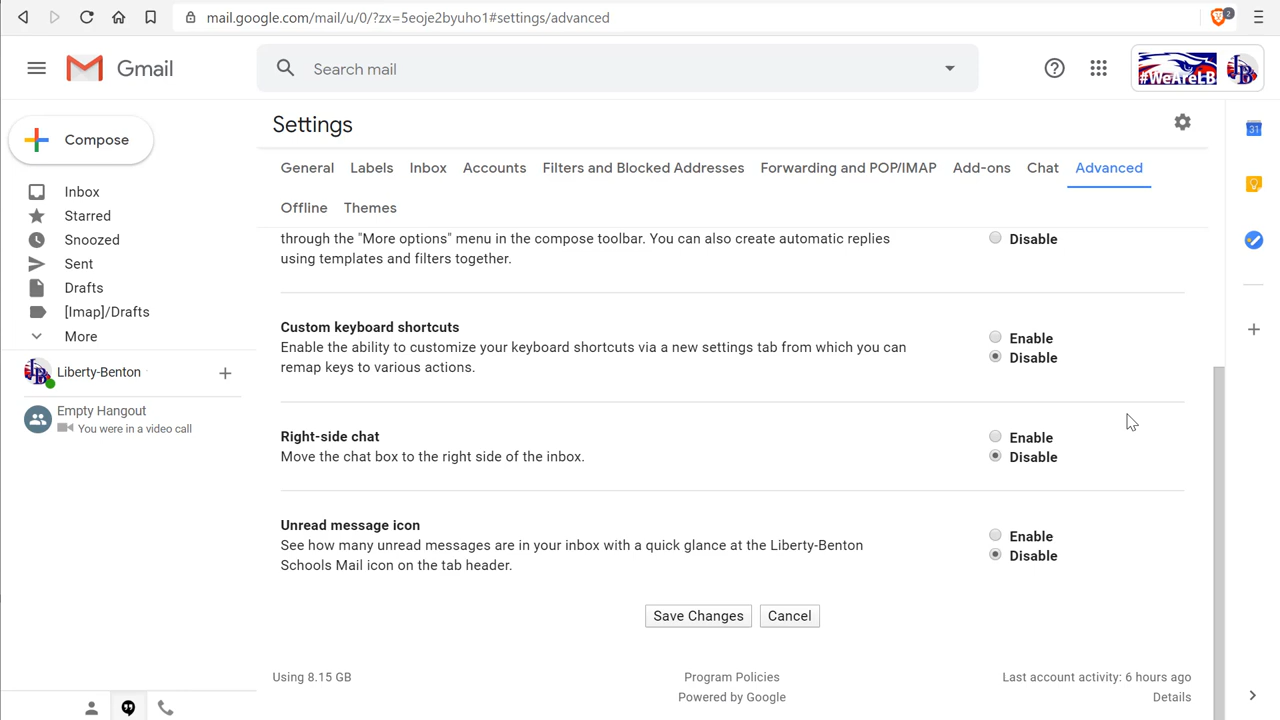 mail.google.com/mail/u/0/?zx=5eoje2byuho1#settings/advanced
2
Gmail
Search mail
#WeAreLB
LB
Compose
Inbox
Starred
Snoozed
Sent
Drafts
[Imap]/Drafts
More
Liberty-Benton
Empty Hangout
You were in a video call
Settings
General Labels Inbox Accounts Filters and Blocked Addresses Forwarding and POP/IMAP Add-ons Chat Advanced
Offline Themes
through the "More options" menu in the compose toolbar. You can also create automatic replies
using templates and filters together.
Disable
Custom keyboard shortcuts
Enable the ability to customize your keyboard shortcuts via a new settings tab from which you can
remap keys to various actions.
Enable
Disable
Right-side chat
Move the chat box to the right side of the inbox.
Enable
Disable
Unread message icon
See how many unread messages are in your inbox with a quick glance at the Liberty-Benton
Schools Mail icon on the tab header.
Enable
Disable
Save Changes Cancel
Using 8.15 GB
Program Policies
Powered by Google
Last account activity: 6 hours ago
Details
31